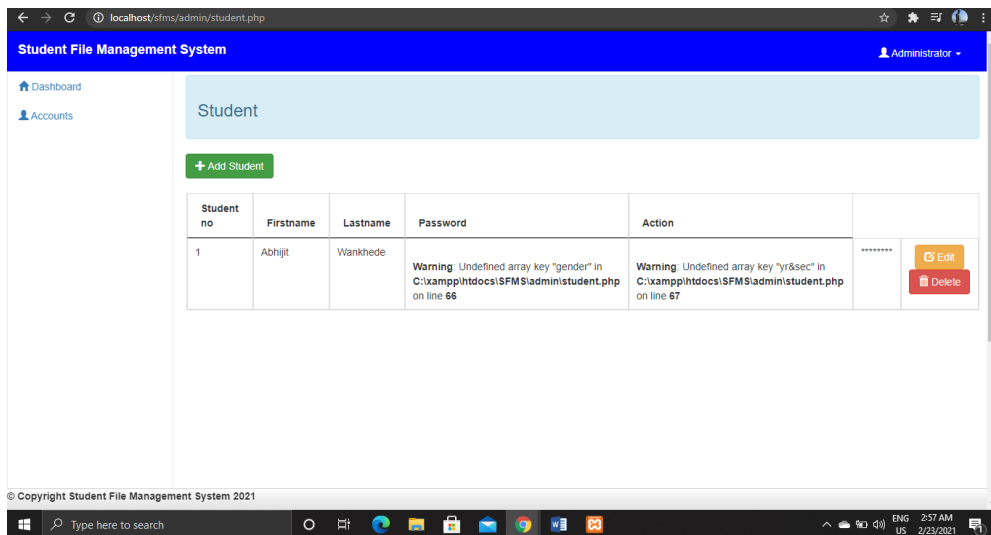 localhost/sfms/admin/student.php
Student File Management System
Administrator
Dashboard
Accounts
Student
Add Student
Student no Firstname Lastname Password Action
1 Abhijit Wankhede
Warning: Undefined array key "gender" in
C:\xampp\htdocs\SFMS\admin\student.php
on line 66
Warning: Undefined array key "yr&sec" in
C:\xampp\htdocs\SFMS\admin\student.php
on line 67
********
Edit
Delete
© Copyright Student File Management System 2021
Type here to search
ENG
US
2:57 AM
2/23/2021